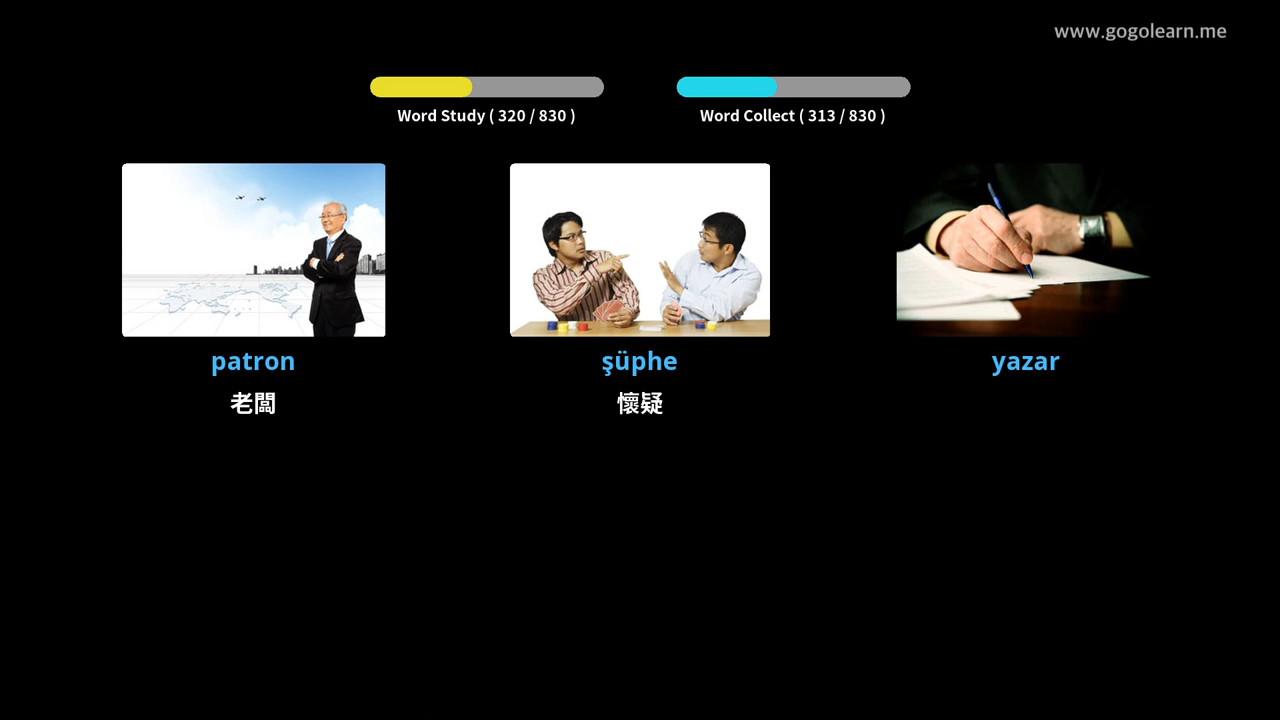 www.gogolearn.me
Word Study ( 320 / 830 )
Word Collect ( 313 / 830 )
patron
şüphe
yazar
老闆
懷疑